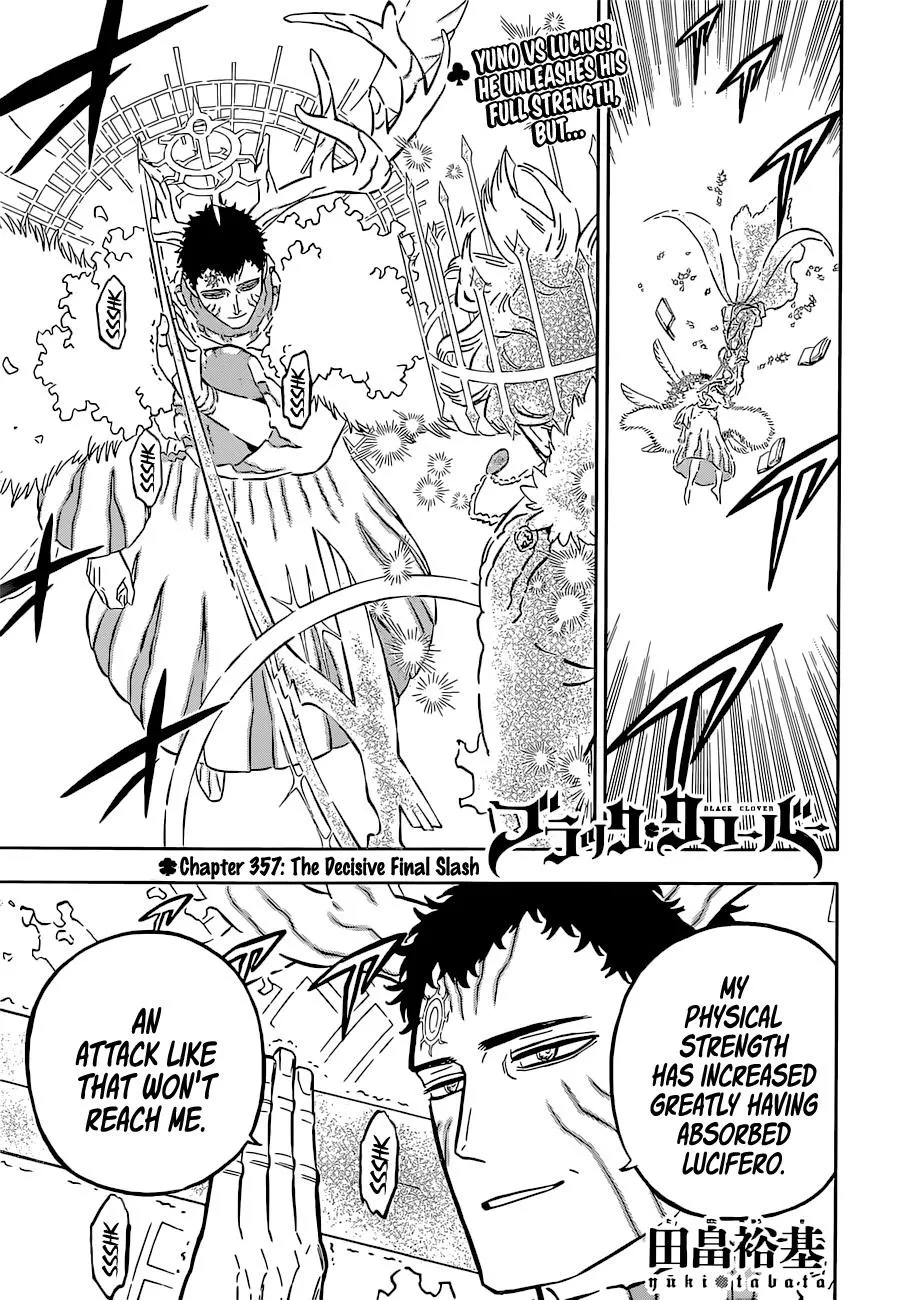 YUNO VS LUCIUS!
HE UNLEASHES HIS
FULL STRENGTH,
BUT...
SSSHK
SSSHK
SSSHK
BLACK CLOVER
ブラッククローバー
Chapter 357: The Decisive Final Slash
MY
PHYSICAL
STRENGTH
HAS INCREASED
GREATLY HAVING
ABSORBED
LUCIFERO.
AN
ATTACK LIKE
THAT WON'T
REACH ME.
SSSHK
SSSHK
田畠裕基
yūki tabata